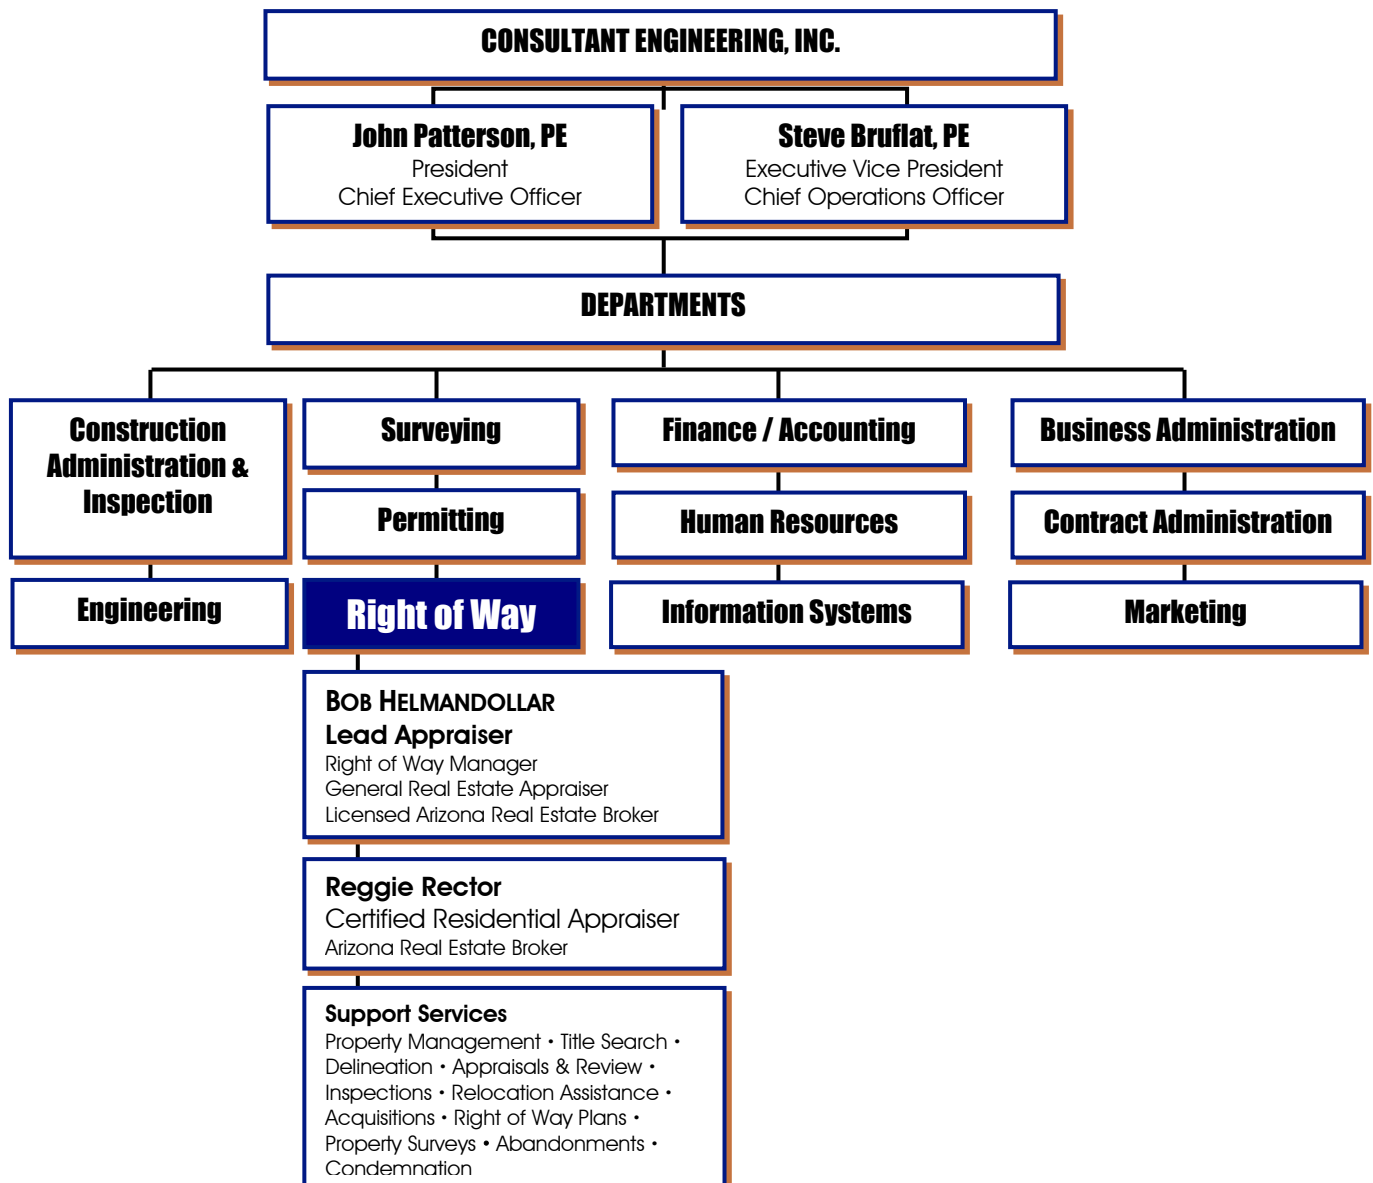 CONSULTANT ENGINEERING, INC.
John Patterson, PE
President
Chief Executive Officer
Steve Bruflat, PE
Executive Vice President
Chief Operations Officer
DEPARTMENTS
Construction
Administration &
Inspection
Engineering
Surveying
Permitting
Right of Way
Finance / Accounting
Human Resources
Information Systems
Business Administration
Contract Administration
Marketing
BOB HELMANDOLLAR
Lead Appraiser
Right of Way Manager
General Real Estate Appraiser
Licensed Arizona Real Estate Broker
Reggie Rector
Certified Residential Appraiser
Arizona Real Estate Broker
Support Services
Property Management • Title Search •
Delineation • Appraisals & Review •
Inspections • Relocation Assistance •
Acquisitions • Right of Way Plans •
Property Surveys • Abandonments •
Condemnation